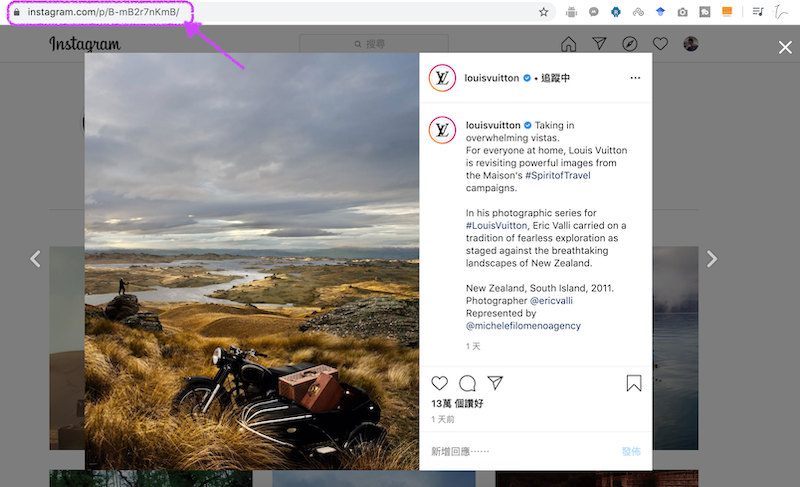 instagram.com/p/B-mB2r7nKmB/
Instagram
搜尋
louisvuitton • 追蹤中
louisvuitton Taking in
overwhelming vistas.
For everyone at home, Louis Vuitton
is revisiting powerful images from
the Maison's #SpiritofTravel
campaigns.
In his photographic series for
#LouisVuitton, Eric Valli carried on a
tradition of fearless exploration as
staged against the breathtaking
landscapes of New Zealand.
New Zealand, South Island, 2011.
Photographer @ericvalli
Represented by
@michelefilomenoagency
1 天
13萬 個讚好
1 天前
新增回應⋯⋯ 發佈